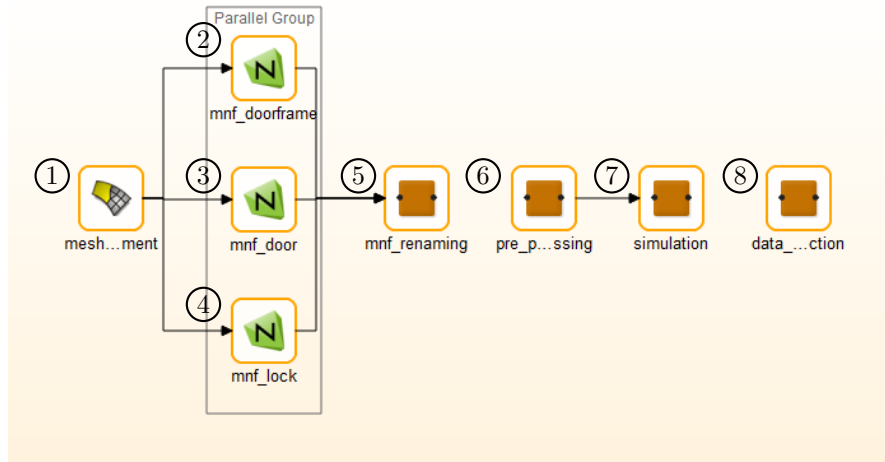 Parallel Group
2
N
mnf_doorframe
1
mesh...ment
3
N
mnf_door
5
mnf_renaming
6
pre_p...ssing
7
simulation
8
data_...ction
4
N
mnf_lock